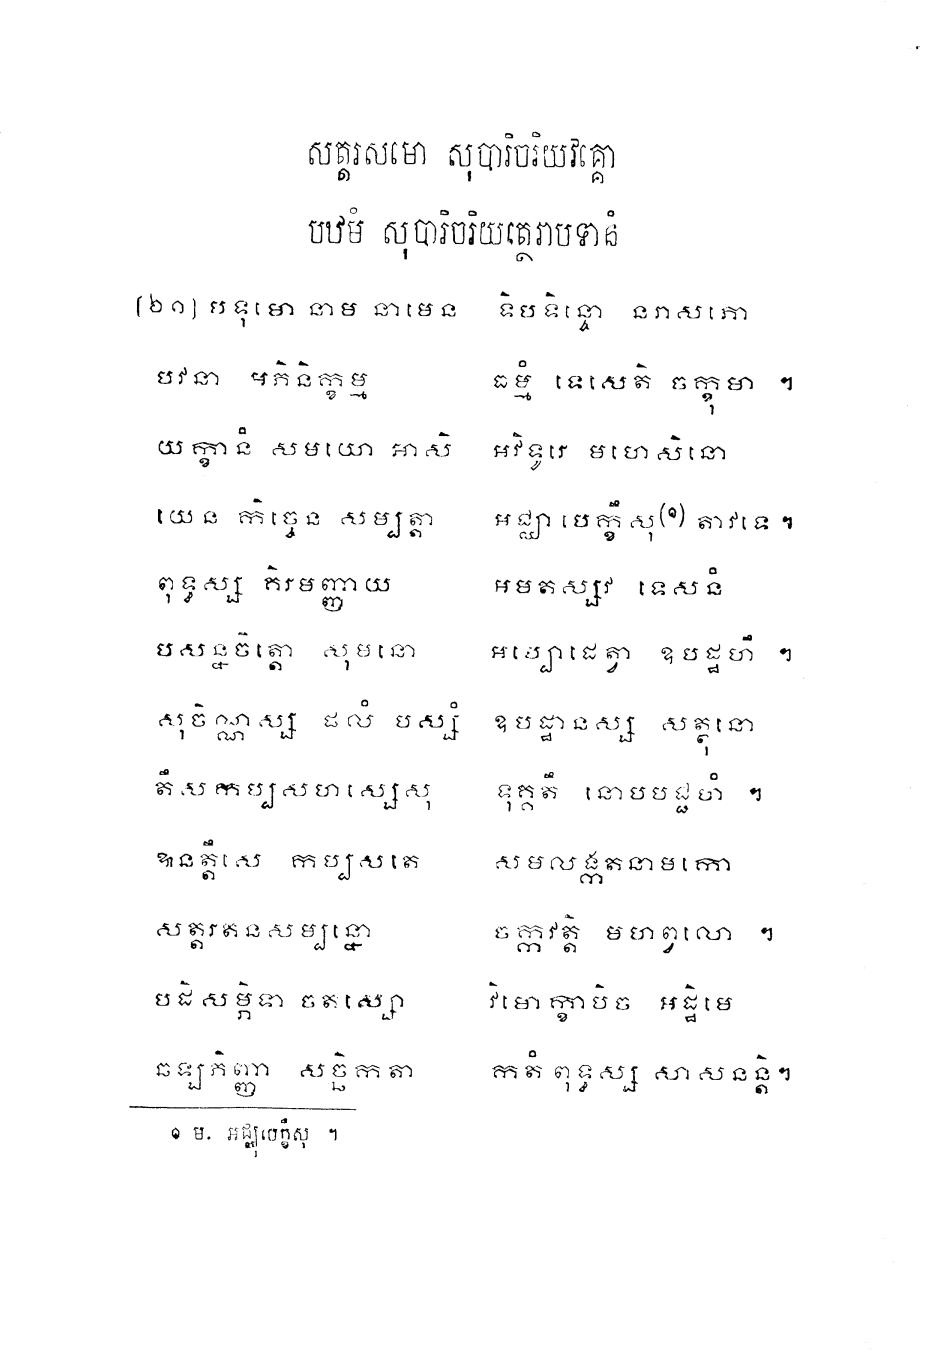 សត្តរសមោ សុបារិចរិយវគ្គោ
បឋមំ សុបារិចរិយត្ថេរាបទានំ
[២១] បទុមោ នាម នាមេន ទិបទិន្ទោ នរាសភោ
បវនា អភិនិក្ខម្ម ធម្មំ ទេសេតិ ចក្ខុមា ។
យក្ខានំ សមយោ អាសិ អវិទូរេ មហេសិនោ
យេន កិច្ចេន សម្បត្តា អជ្ឈាបេក្ខឹសុ(១) តាវទេ ។
ពុទ្ធស្ស គិរមញ្ញាយ អមតស្សវ ទេសនំ
បសន្នចិត្តោ សុមនោ អប្ផោដេត្វា ឧបដ្ឋហឹ ។
សុចិណ្ណស្ស ផលំ បស្សំ ឧបដ្ឋានស្ស សត្ថុនោ
តឹសកប្បសហស្សេសុ ទុគ្គតឹ នោបបជ្ជហំ ។
ឩនត្តឹសេ កប្បសតេ សមលង្កតនាមកោ
សត្តរតនសម្បន្នោ ចក្កវត្តិ មហព្វលោ ។
បដិសម្ភិទា ចតស្សោ វិមោក្ខាបិច អដ្ឋិមេ
ឆឡភិញ្ញា សច្ឆិកតា កតំ ពុទ្ធស្ស សាសនន្តិ។
១ ម. អជ្ឈុបេក្ខឹសុ ។